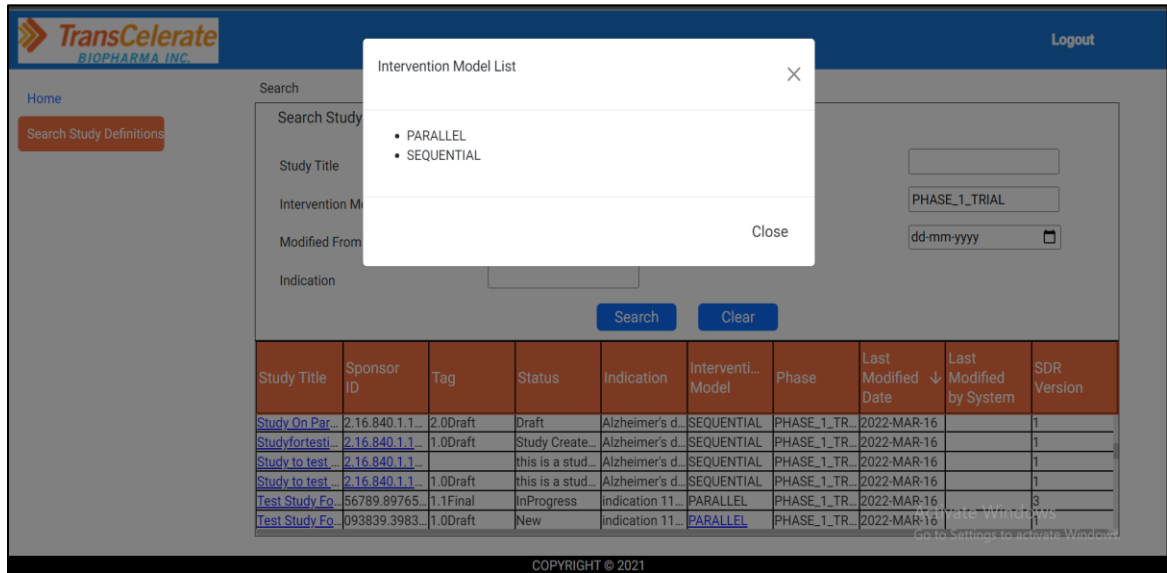 TransCelerate
BIOPHARMA INC.
Logout
Intervention Model List
Home
Search
Search Study Definitions
Search Study
PARALLEL
SEQUENTIAL
Study Title
Intervention Mo
PHASE_1_TRIAL
Close
Modified From
dd-mm-yyyy
Indication
Search Clear
Study Title Sponsor ID Tag Status Indication Interventi... Model Phase Last Modified Date Last Modified by System SDR Version
Study On Par... 2.16.840.1.1... 2.0Draft Draft Alzheimer's d... SEQUENTIAL PHASE_1_TR... 2022-MAR-16 1
Studyfortesti... 2.16.840.1.1... 1.0Draft Study Create... Alzheimer's d... SEQUENTIAL PHASE_1_TR... 2022-MAR-16 1
Study to test ... 2.16.840.1.1... this is a stud... Alzheimer's d... SEQUENTIAL PHASE_1_TR... 2022-MAR-16 1
Study to test ... 2.16.840.1.1... 1.0Draft this is a stud... Alzheimer's d... SEQUENTIAL PHASE_1_TR... 2022-MAR-16 1
Test Study Fo... 56789.89765... 1.1Final InProgress indication 11... PARALLEL PHASE_1_TR... 2022-MAR-16 3
Test Study Fo... 093839.3983... 1.0Draft New indication 11... PARALLEL PHASE_1_TR... 2022-MAR-16 1
Activate Windows
Go to Settings to activate Windows.
COPYRIGHT © 2021